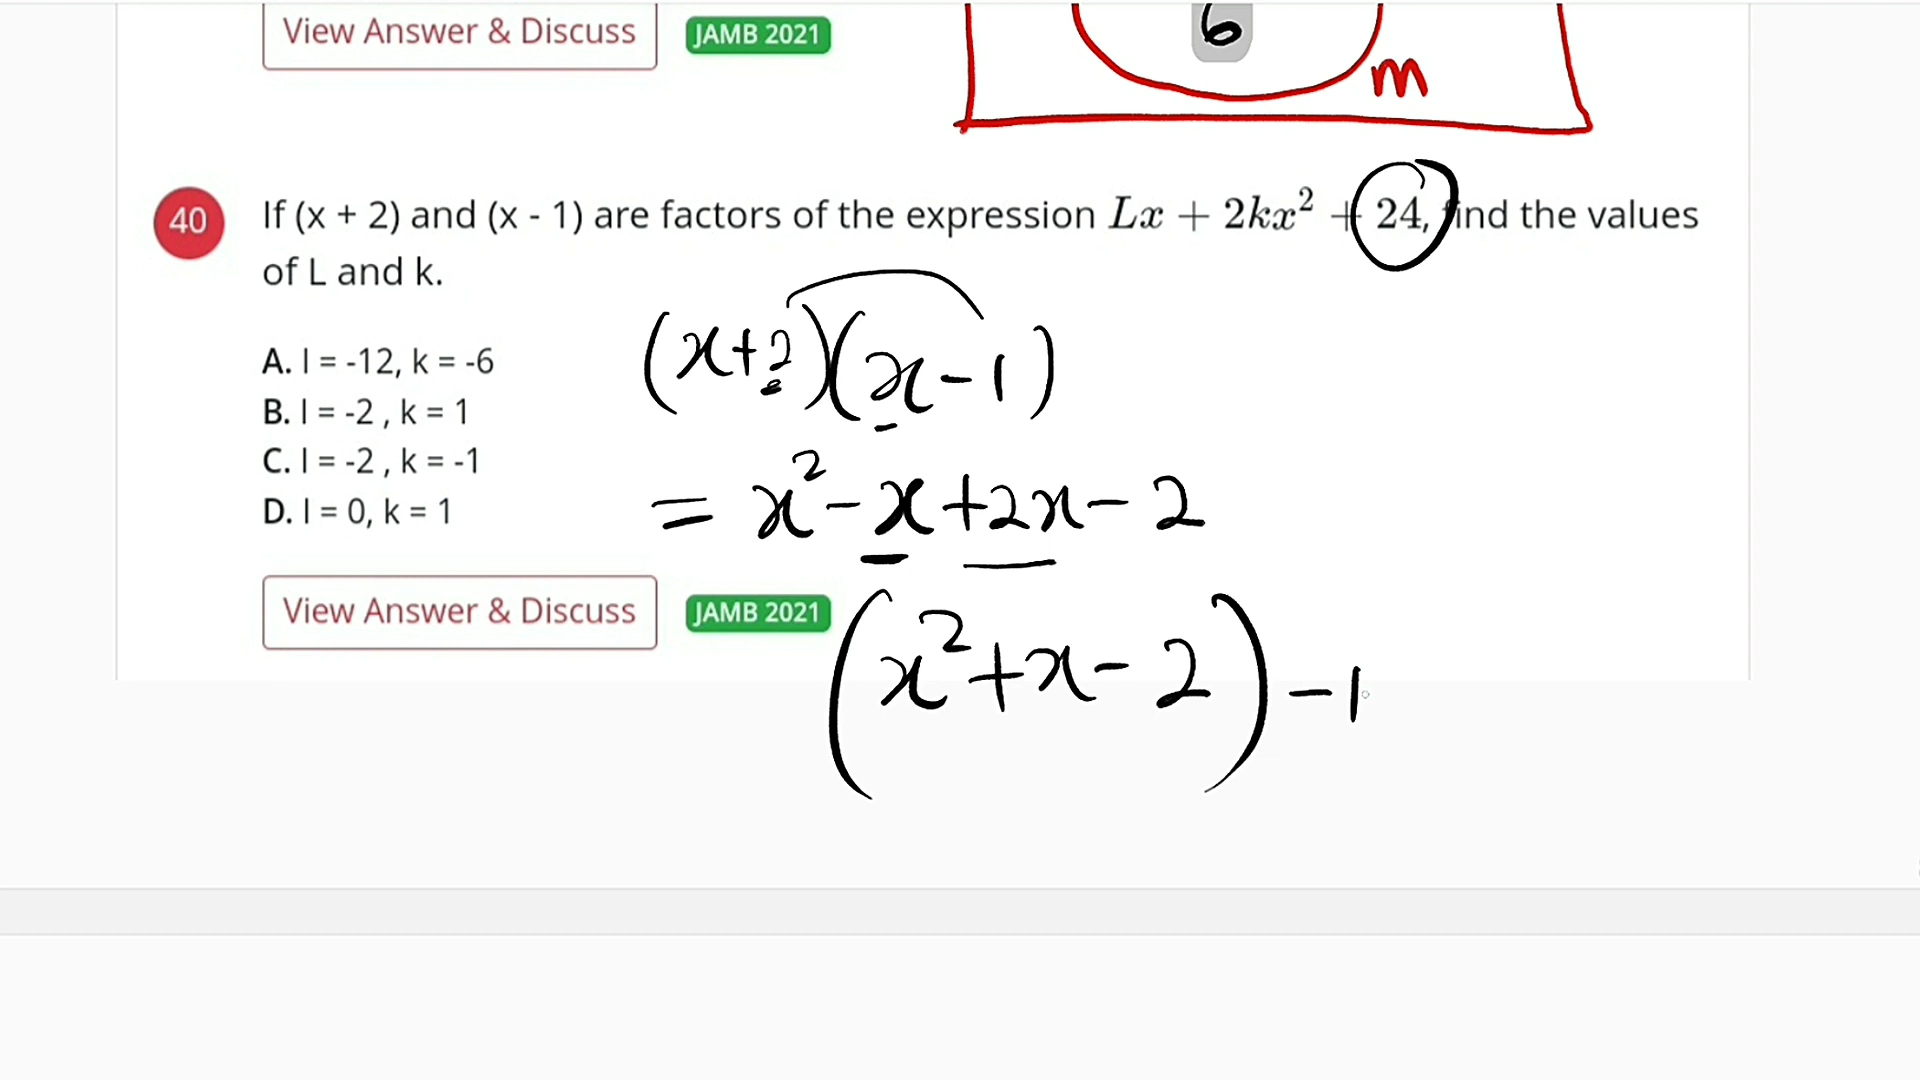 View Answer & Discuss JAMB 2021
6
m
40 If (x + 2) and (x - 1) are factors of the expression Lx + 2kx² + 24, find the values
of L and k.
(x+2)(x-1)
A. l = -12, k = -6
B. l = -2 , k = 1
C. l = -2 , k = -1
= x²-x+2x-2
D. l = 0, k = 1
View Answer & Discuss JAMB 2021
(x²+x-2)-1